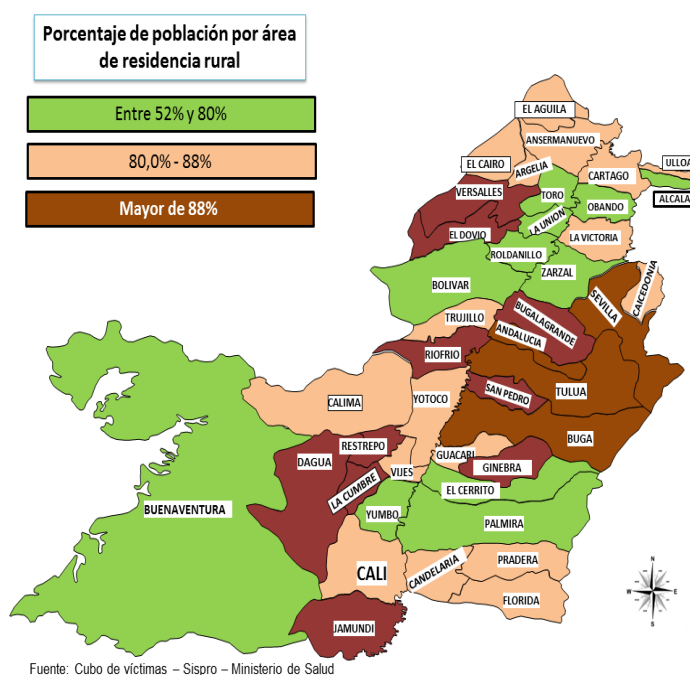 Porcentaje de población por área
de residencia rural
Entre 52% y 80%
80,0% - 88%
Mayor de 88%
EL AGUILA
ANSERMANUEVO
EL CAIRO
ARGELIA
CARTAGO
ULLOA
ALCALA
VERSALLES
TORO
OBANDO
LA UNION
EL DOVIO
LA VICTORIA
ROLDANILLO
ZARZAL
BOLIVAR
SEVILLA
CAICEDONIA
TRUJILLO
BUGALAGRANDE
ANDALUCIA
RIOFRIO
TULUA
SAN PEDRO
YOTOCO
CALIMA
BUGA
RESTREPO
GUACARI
DAGUA
VIJES
GINEBRA
LA CUMBRE
EL CERRITO
BUENAVENTURA
YUMBO
PALMIRA
CALI
CANDELARIA
PRADERA
FLORIDA
JAMUNDI
N
W
E
S
Fuente: Cubo de víctimas – Sispro – Ministerio de Salud